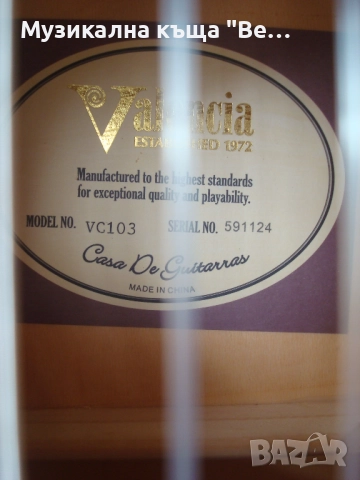 Музикална къща "Ве...
Valencia
ESTABLISHED 1972
Manufactured to the highest standards
for exceptional quality and playability.
MODEL NO. VC103 SERIAL NO. 591124
Casa De Guitarras
MADE IN CHINA
BAZAR